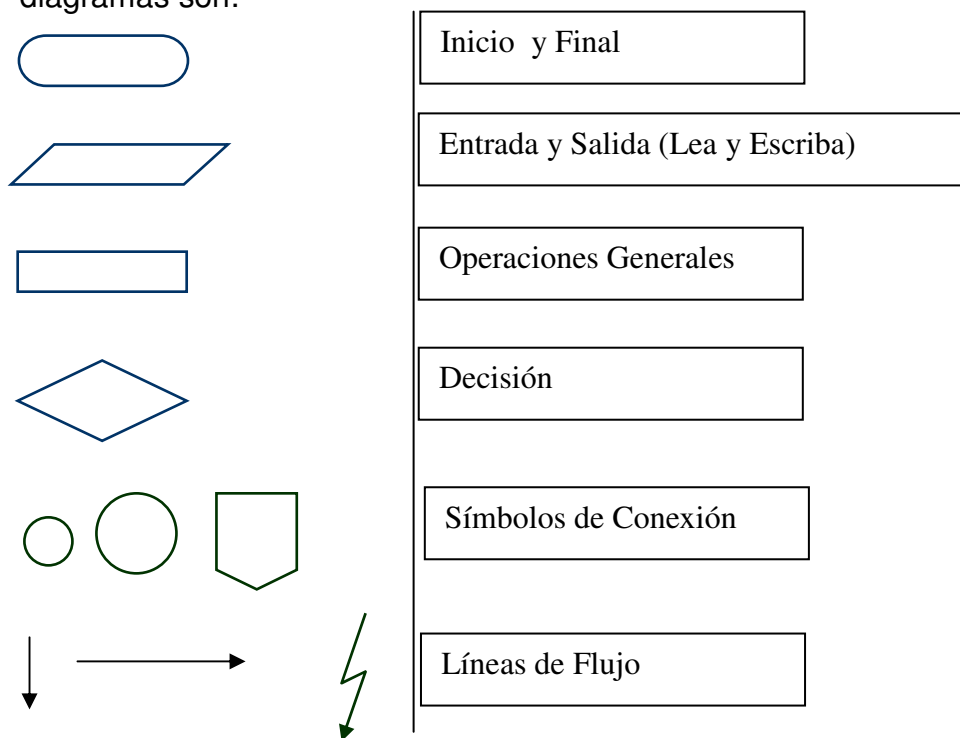 diagramas son:
Inicio y Final
Entrada y Salida (Lea y Escriba)
Operaciones Generales
Decisión
Símbolos de Conexión
Líneas de Flujo